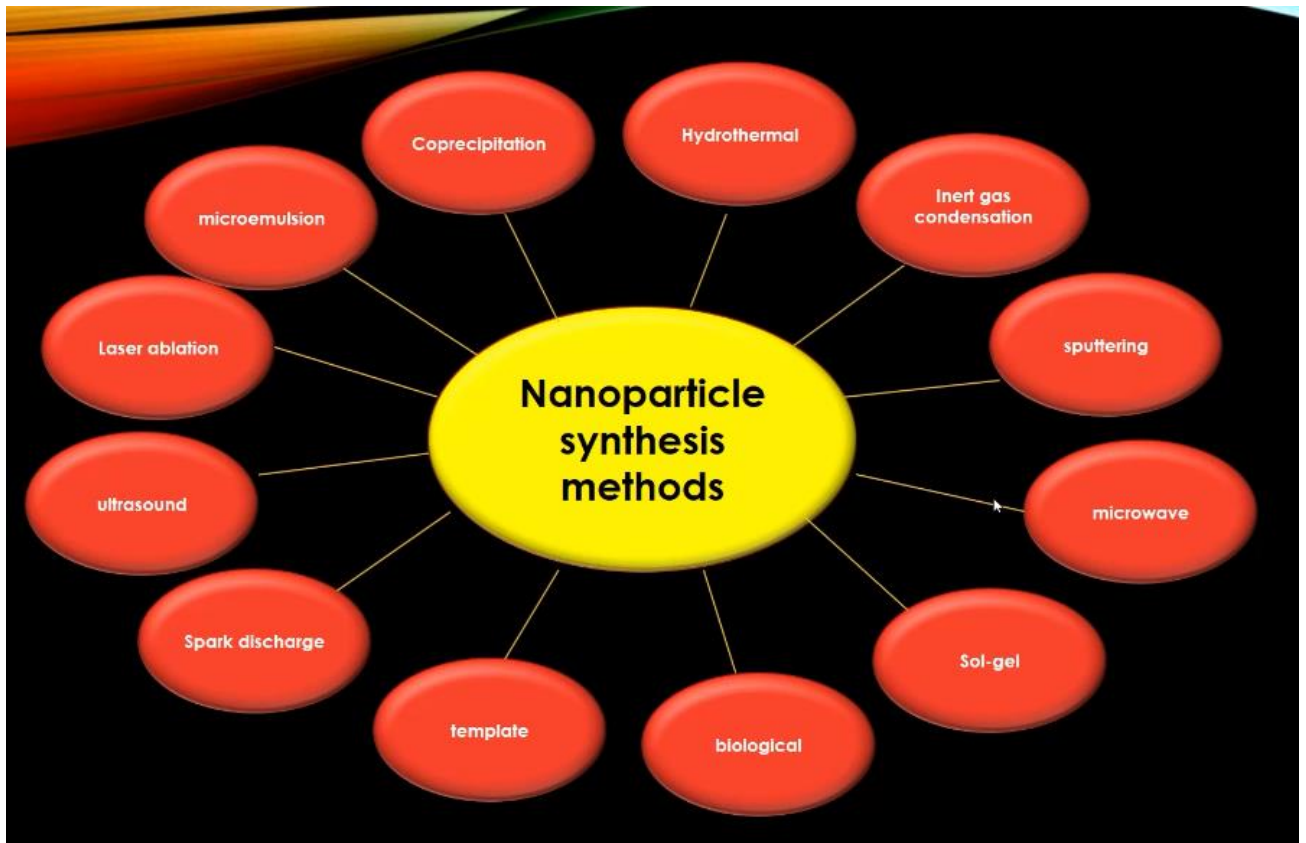 Coprecipitation
Hydrothermal
Inert gas
condensation
microemulsion
sputtering
Laser ablation
Nanoparticle
synthesis
methods
ultrasound
microwave
Spark discharge
Sol-gel
template
biological